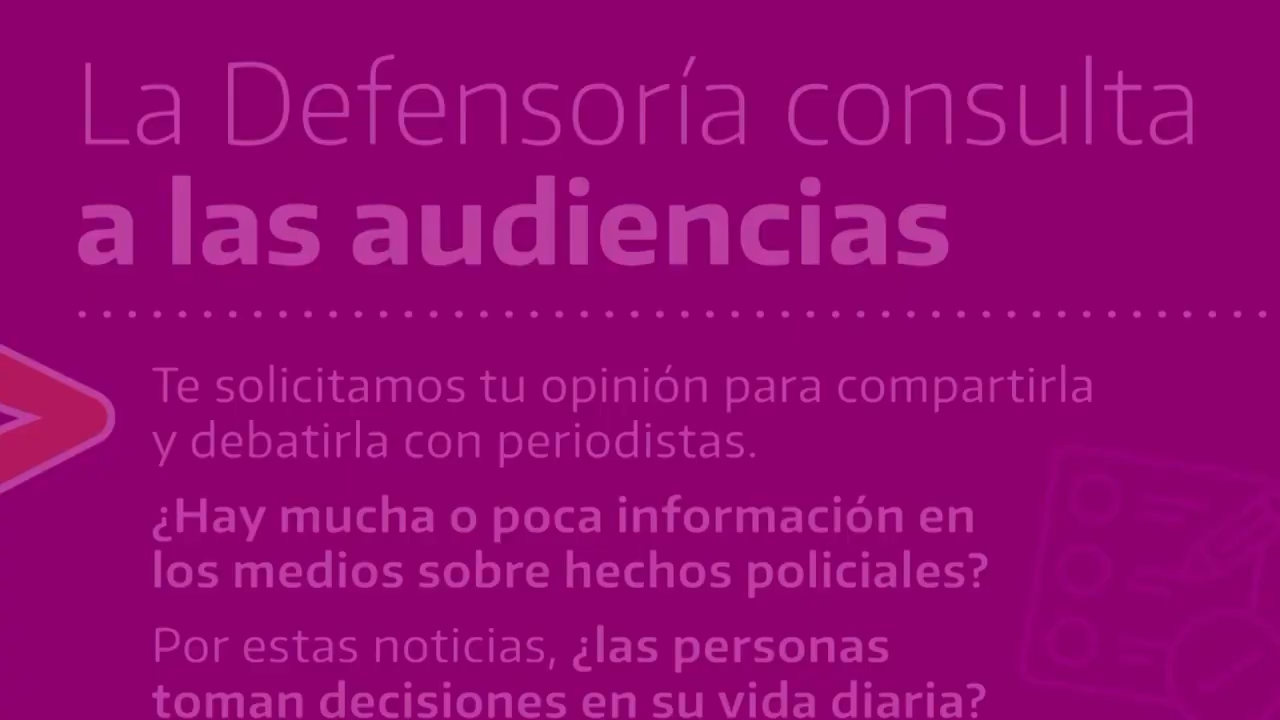 La Defensoría consulta
a las audiencias
Te solicitamos tu opinión para compartirla
y debatirla con periodistas.
¿Hay mucha o poca información en
los medios sobre hechos policiales?
Por estas noticias, ¿las personas
toman decisiones en su vida diaria?